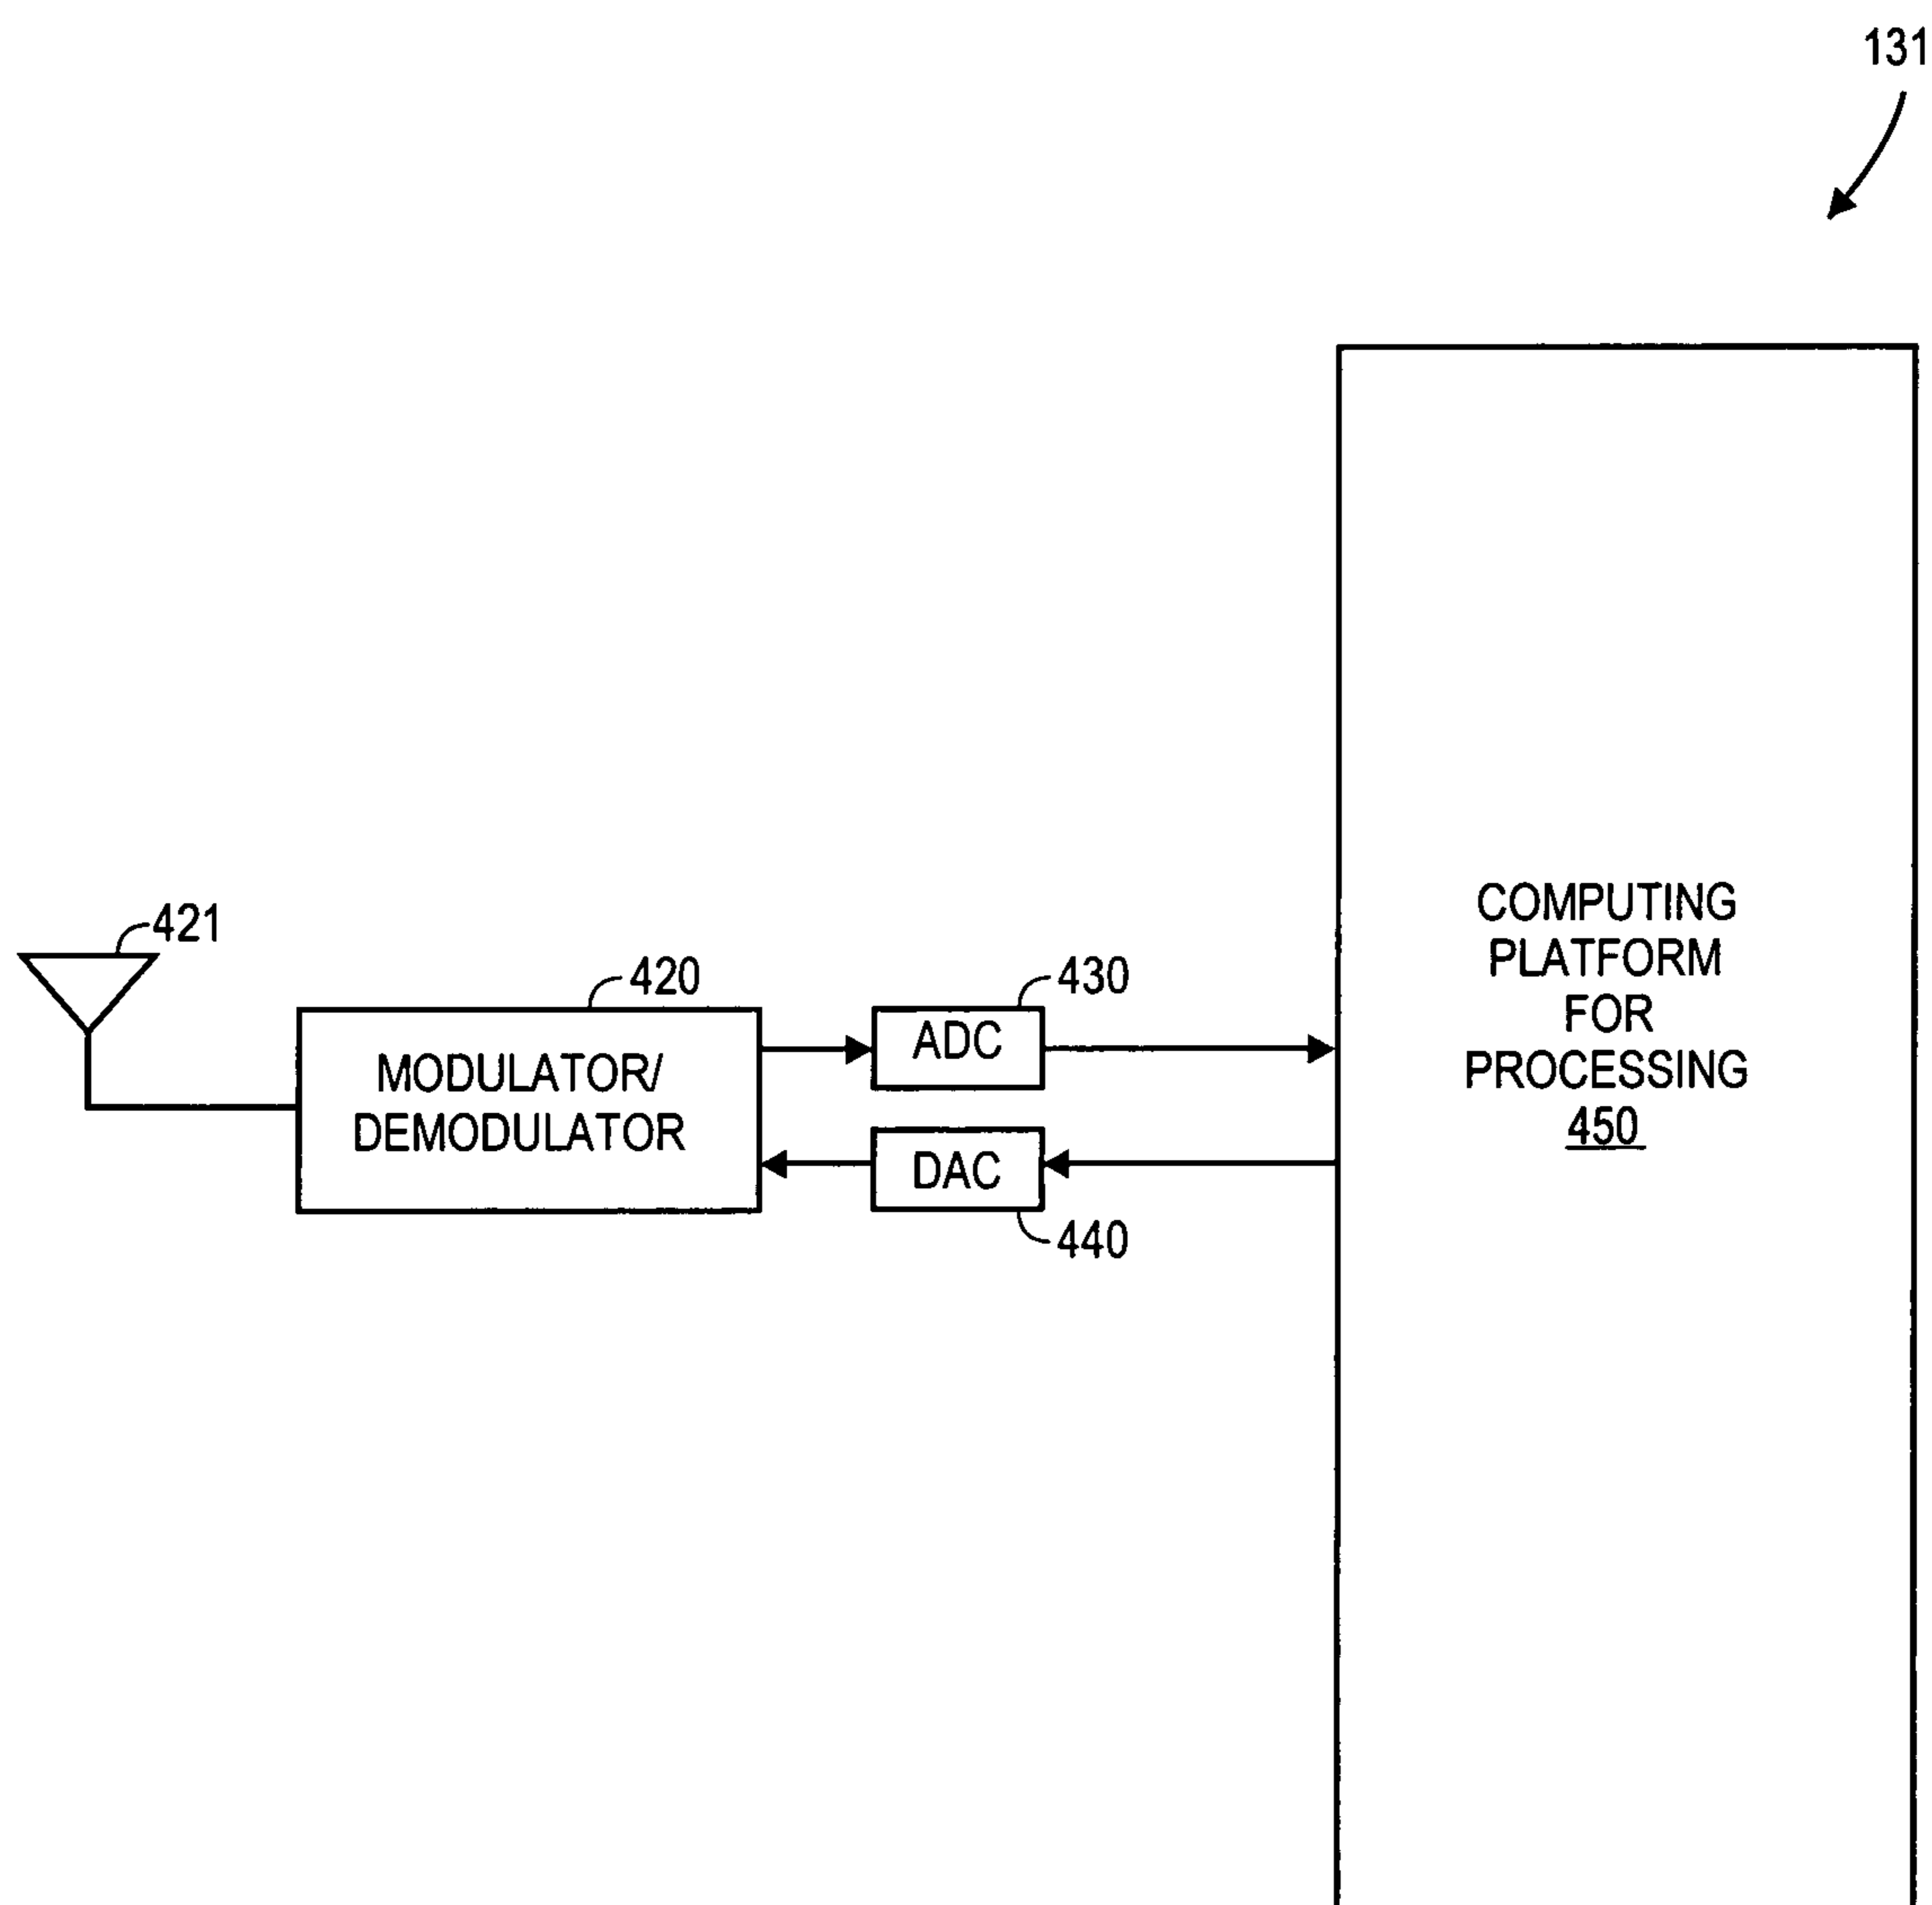 131
COMPUTING
PLATFORM
FOR
PROCESSING
450
421
420
430
ADC
MODULATOR/
DEMODULATOR
DAC
440